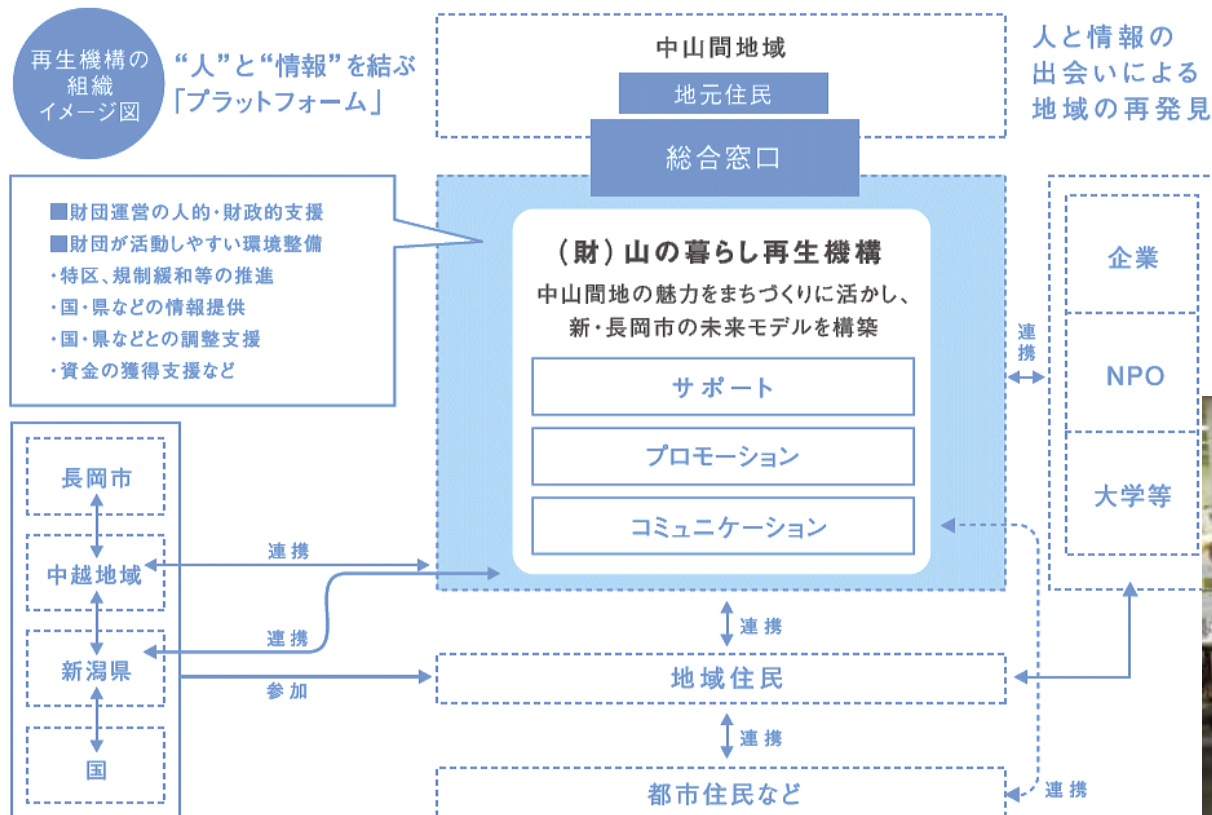 再生機構の
組織
イメージ図
“人”と“情報”を結ぶ
「プラットフォーム」
中山間地域
地元住民
総合窓口
人と情報の
出会いによる
地域の再発見
■財団運営の人的・財政的支援
■財団が活動しやすい環境整備
・特区、規制緩和等の推進
・国・県などの情報提供
・国・県などとの調整支援
・資金の獲得支援など
（財）山の暮らし再生機構
中山間地の魅力をまちづくりに活かし、
新・長岡市の未来モデルを構築
サポート
プロモーション
コミュニケーション
連携
企業
NPO
大学等
長岡市
中越地域
新潟県
国
連携
連携
参加
連携
地域住民
連携
都市住民など
連携